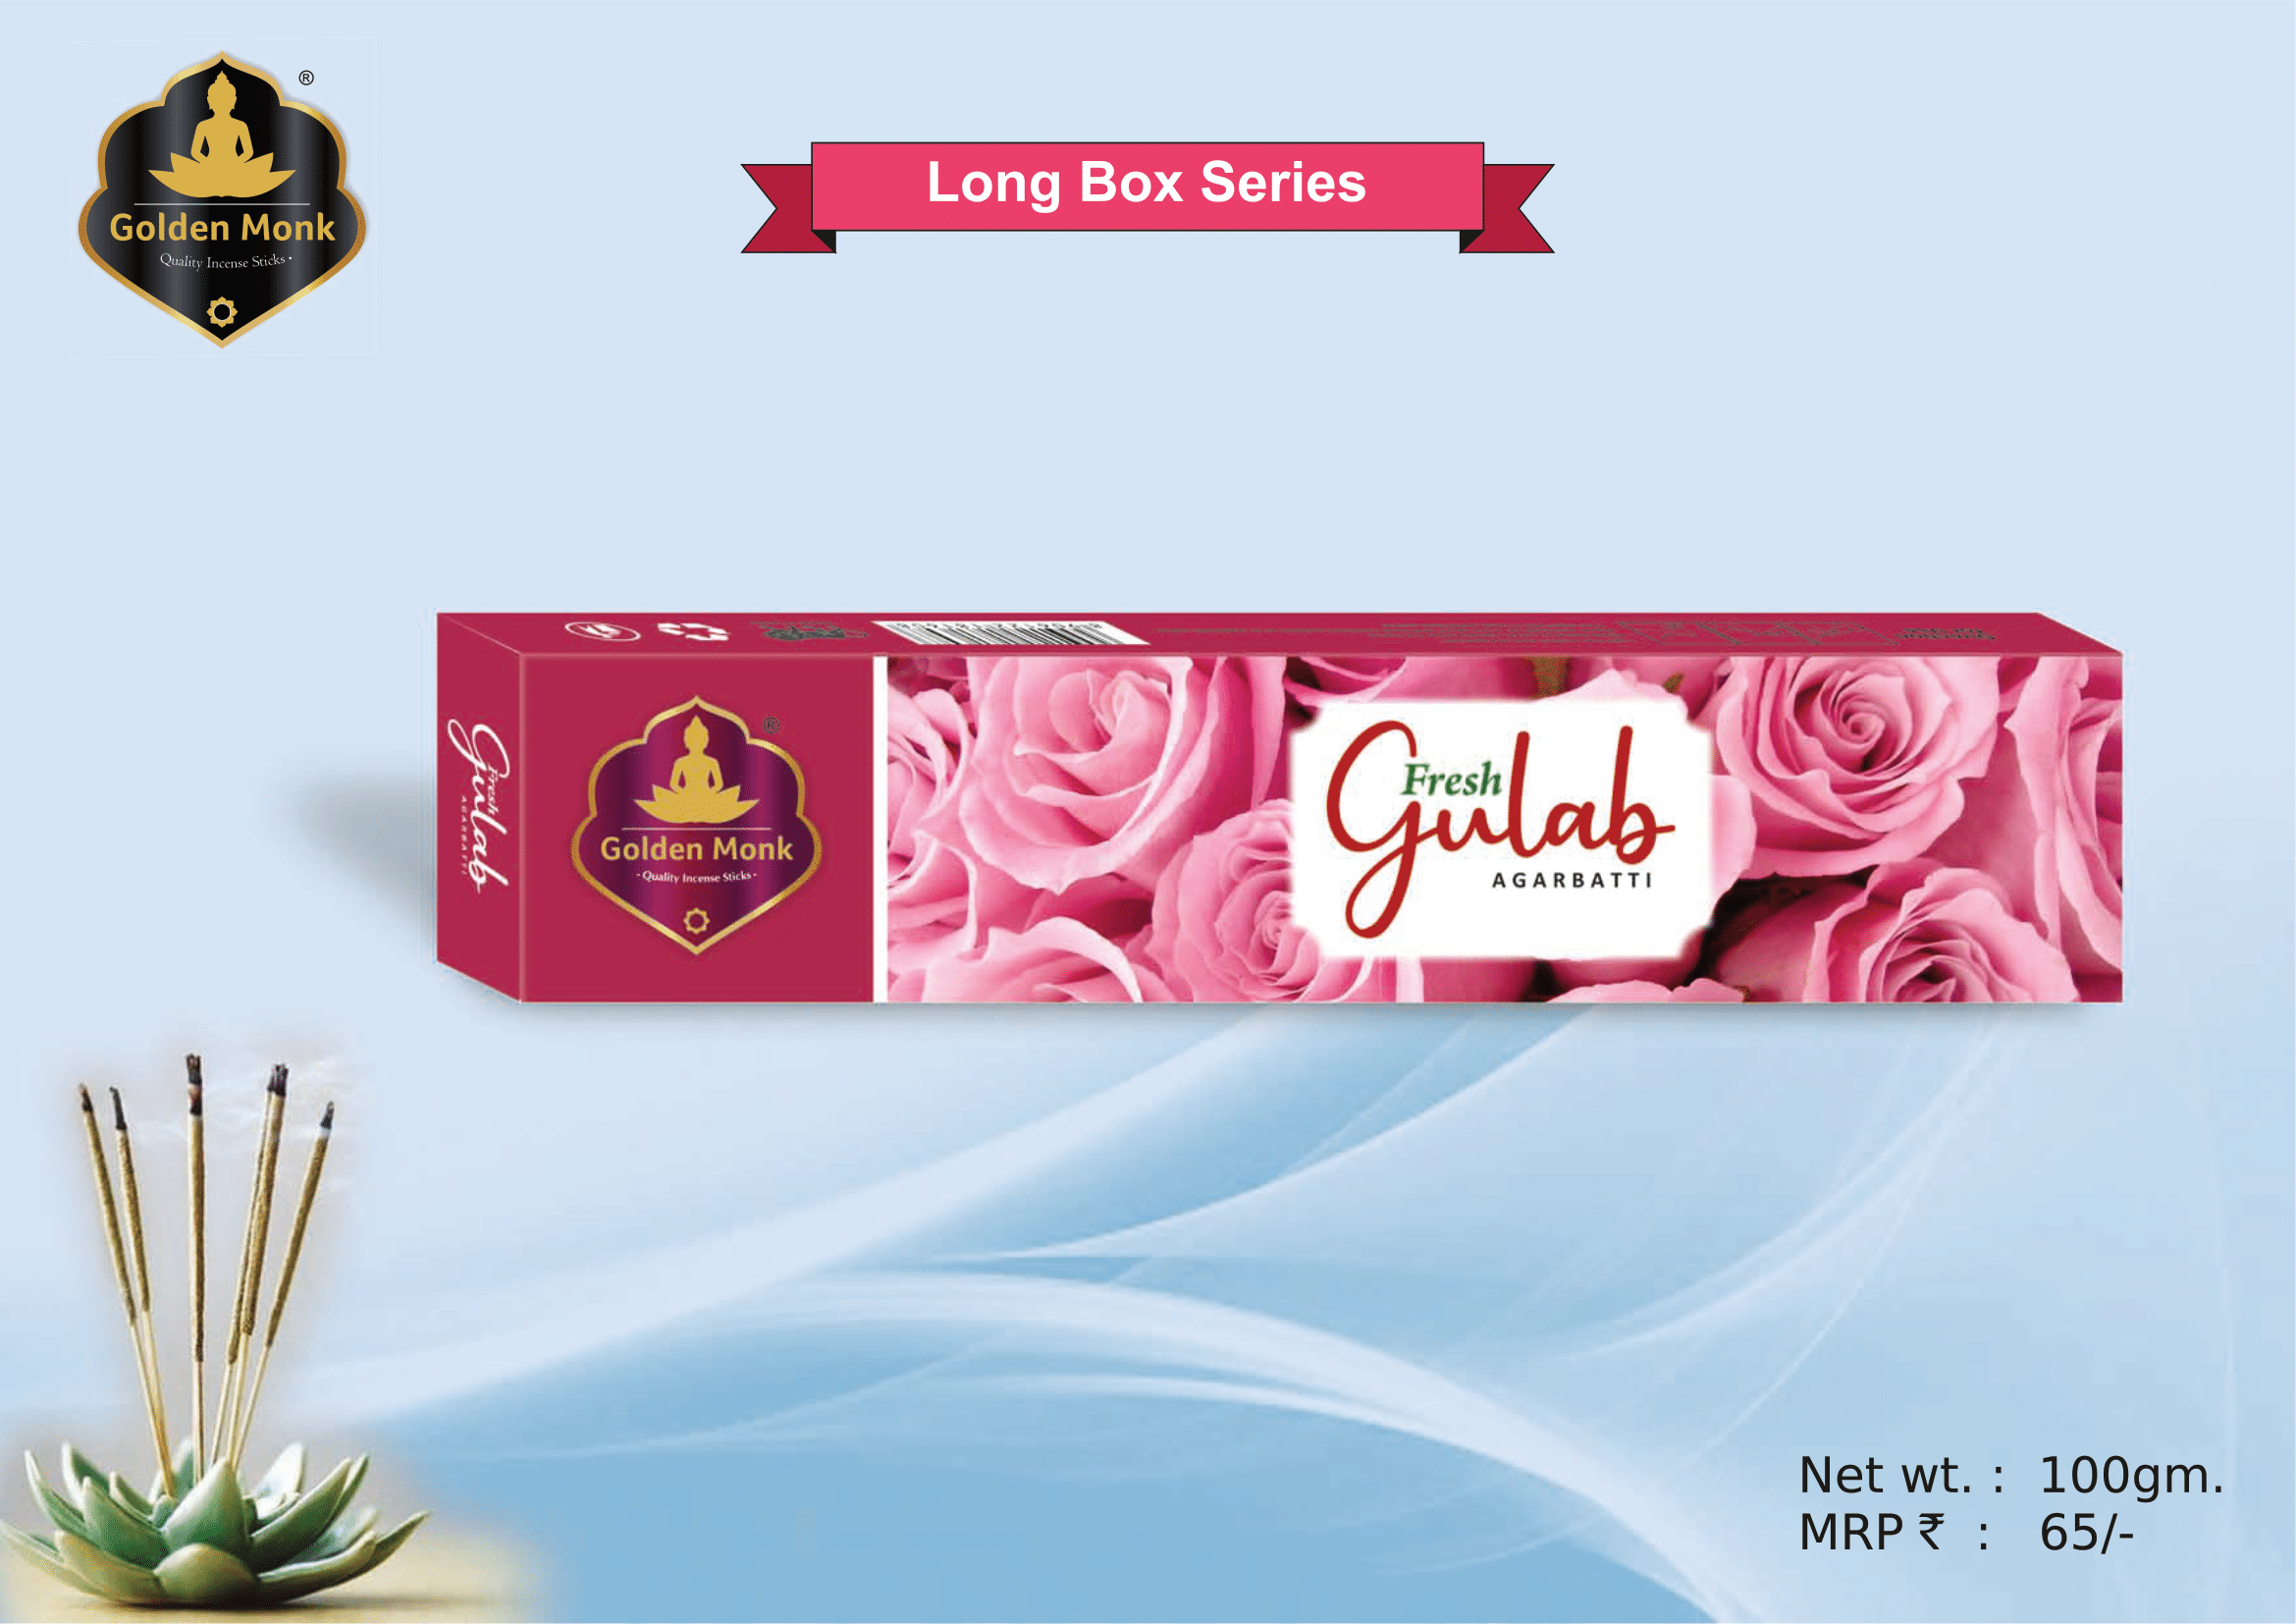 ®
Golden Monk
Quality Incense Sticks •
Long Box Series
Fresh
Gulab
AGARBATTI
®
Golden Monk
• Quality Incense Sticks •
Fresh
Gulab
AGARBATTI
Net wt. : 100gm.
MRP ₹ : 65/-